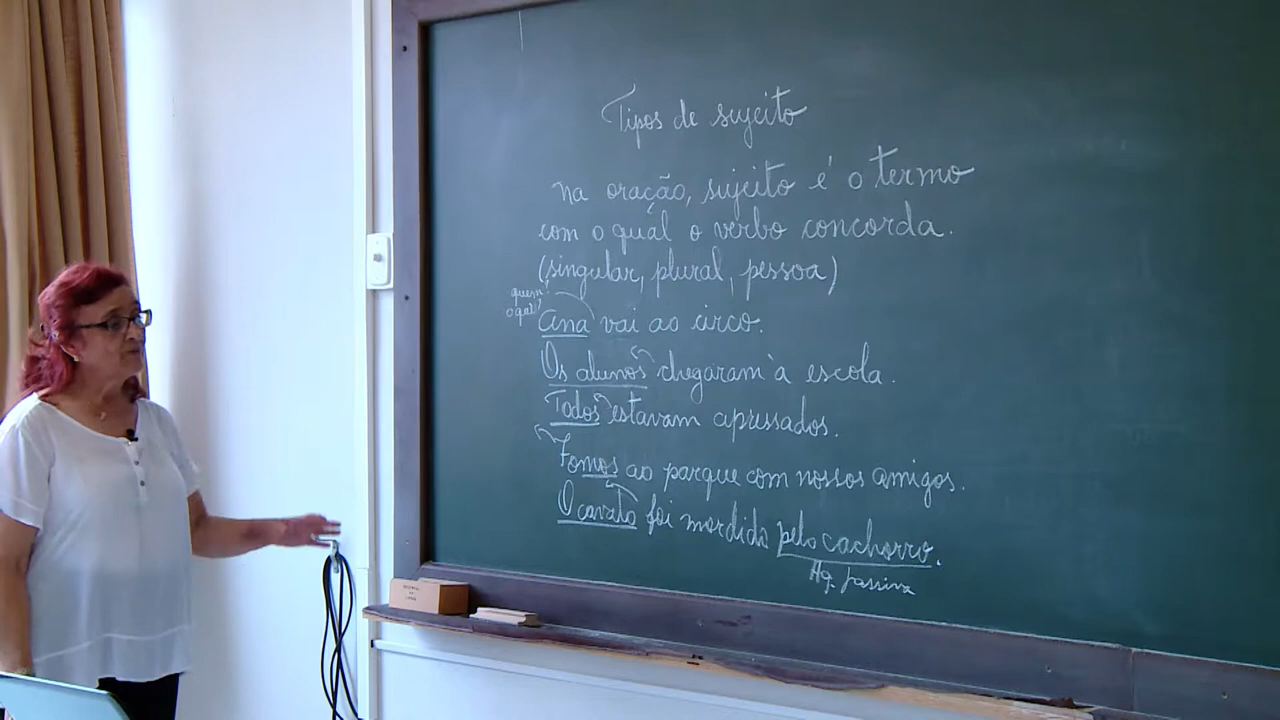 Tipos de sujeito
na oração, sujeito é o termo
com o qual o verbo concorda.
(singular, plural, pessoa)
quem?
o qual?
Ana vai ao circo.
Os alunos chegaram à escola.
Todos estavam apressados.
Fomos ao parque com nossos amigos.
O cavalo foi mordido pelo cachorro.
Ag. passiva